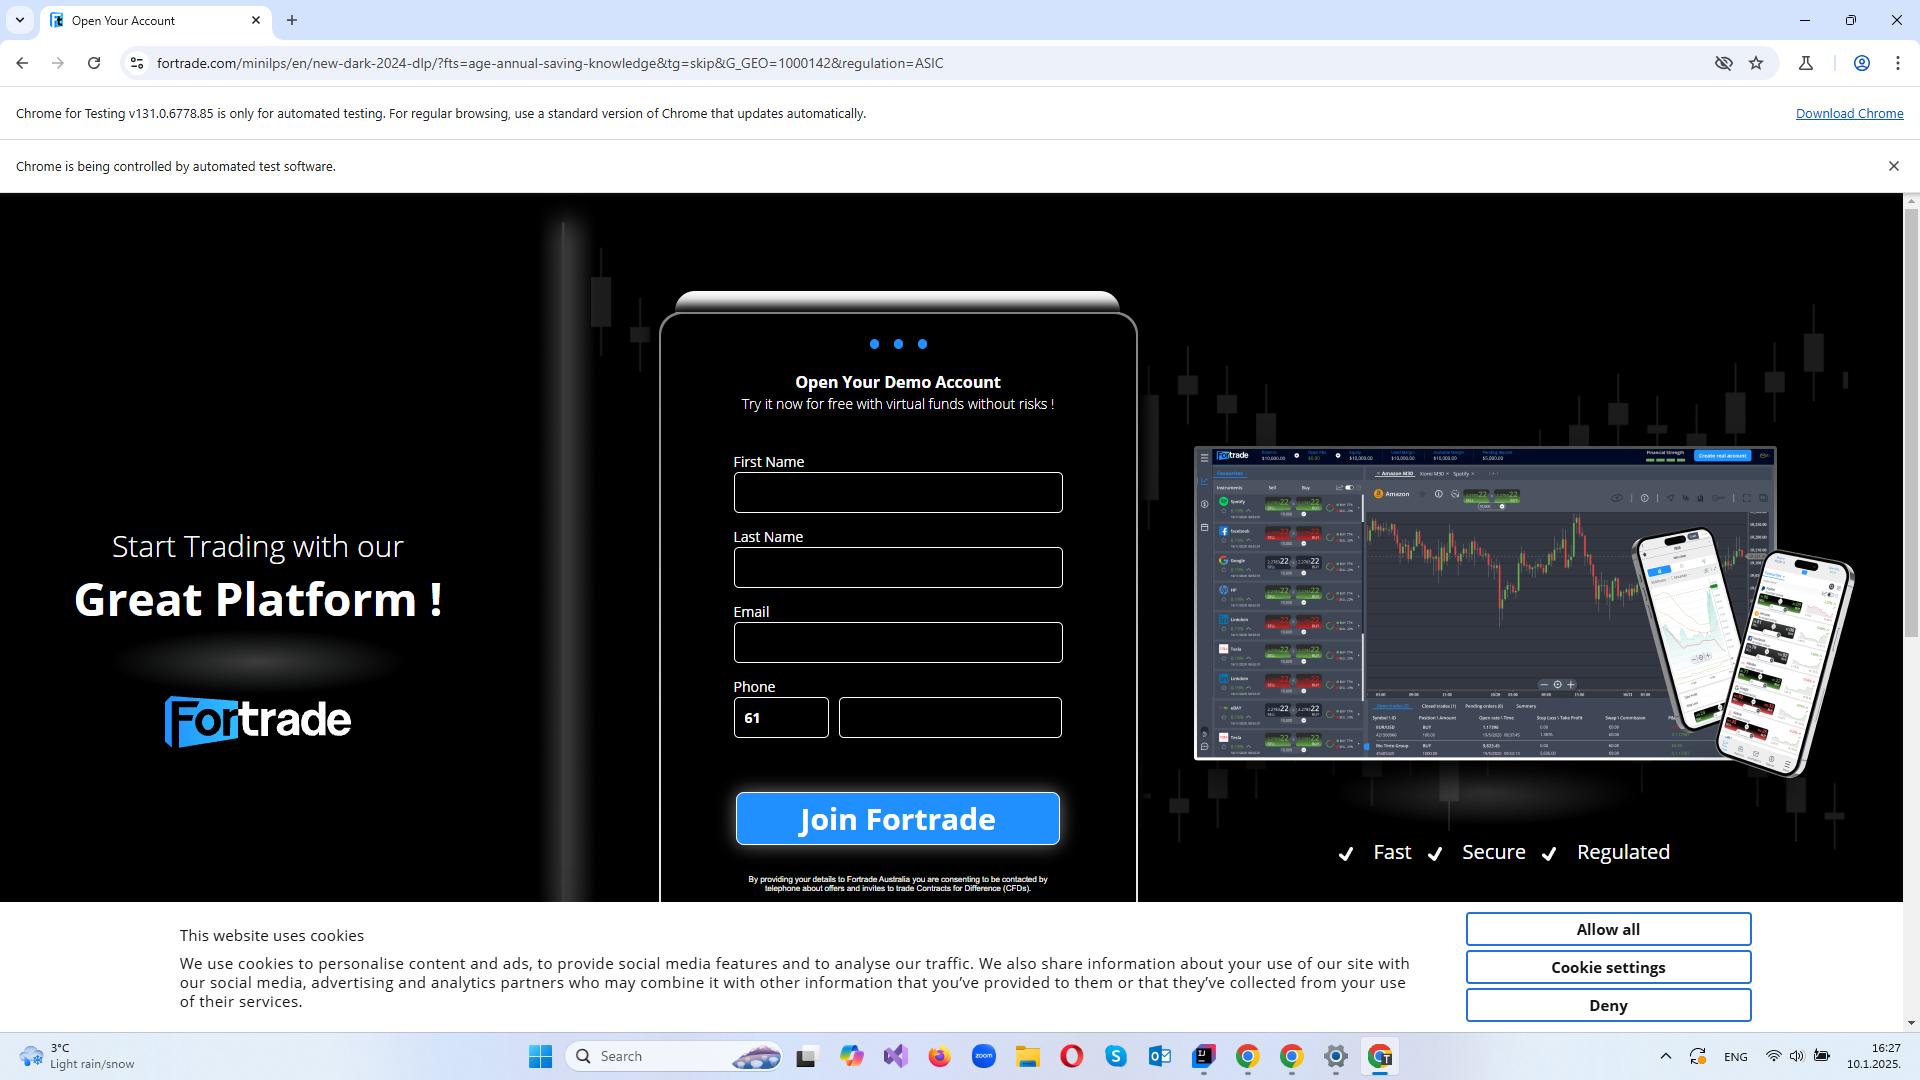 Open Your Account
fortrade.com/minilps/en/new-dark-2024-dlp/?fts=age-annual-saving-knowledge&tg=skip&G_GEO=1000142&regulation=ASIC
Chrome for Testing v131.0.6778.85 is only for automated testing. For regular browsing, use a standard version of Chrome that updates automatically.
Download Chrome
Chrome is being controlled by automated test software.
Start Trading with our
Great Platform !
Fortrade
Open Your Demo Account
Try it now for free with virtual funds without risks !
First Name
Last Name
Email
Phone
61
Join Fortrade
By providing your details to Fortrade Australia you are consenting to be contacted by
telephone about offers and invites to trade Contracts for Difference (CFDs).
Fortrade
Create real account
Amazon
Fast
Secure
Regulated
This website uses cookies
We use cookies to personalise content and ads, to provide social media features and to analyse our traffic. We also share information about your use of our site with
our social media, advertising and analytics partners who may combine it with other information that you've provided to them or that they've collected from your use
of their services.
Allow all
Cookie settings
Deny
3°C
Light rain/snow
Search
zoom
ENG
16:27
10.1.2025.